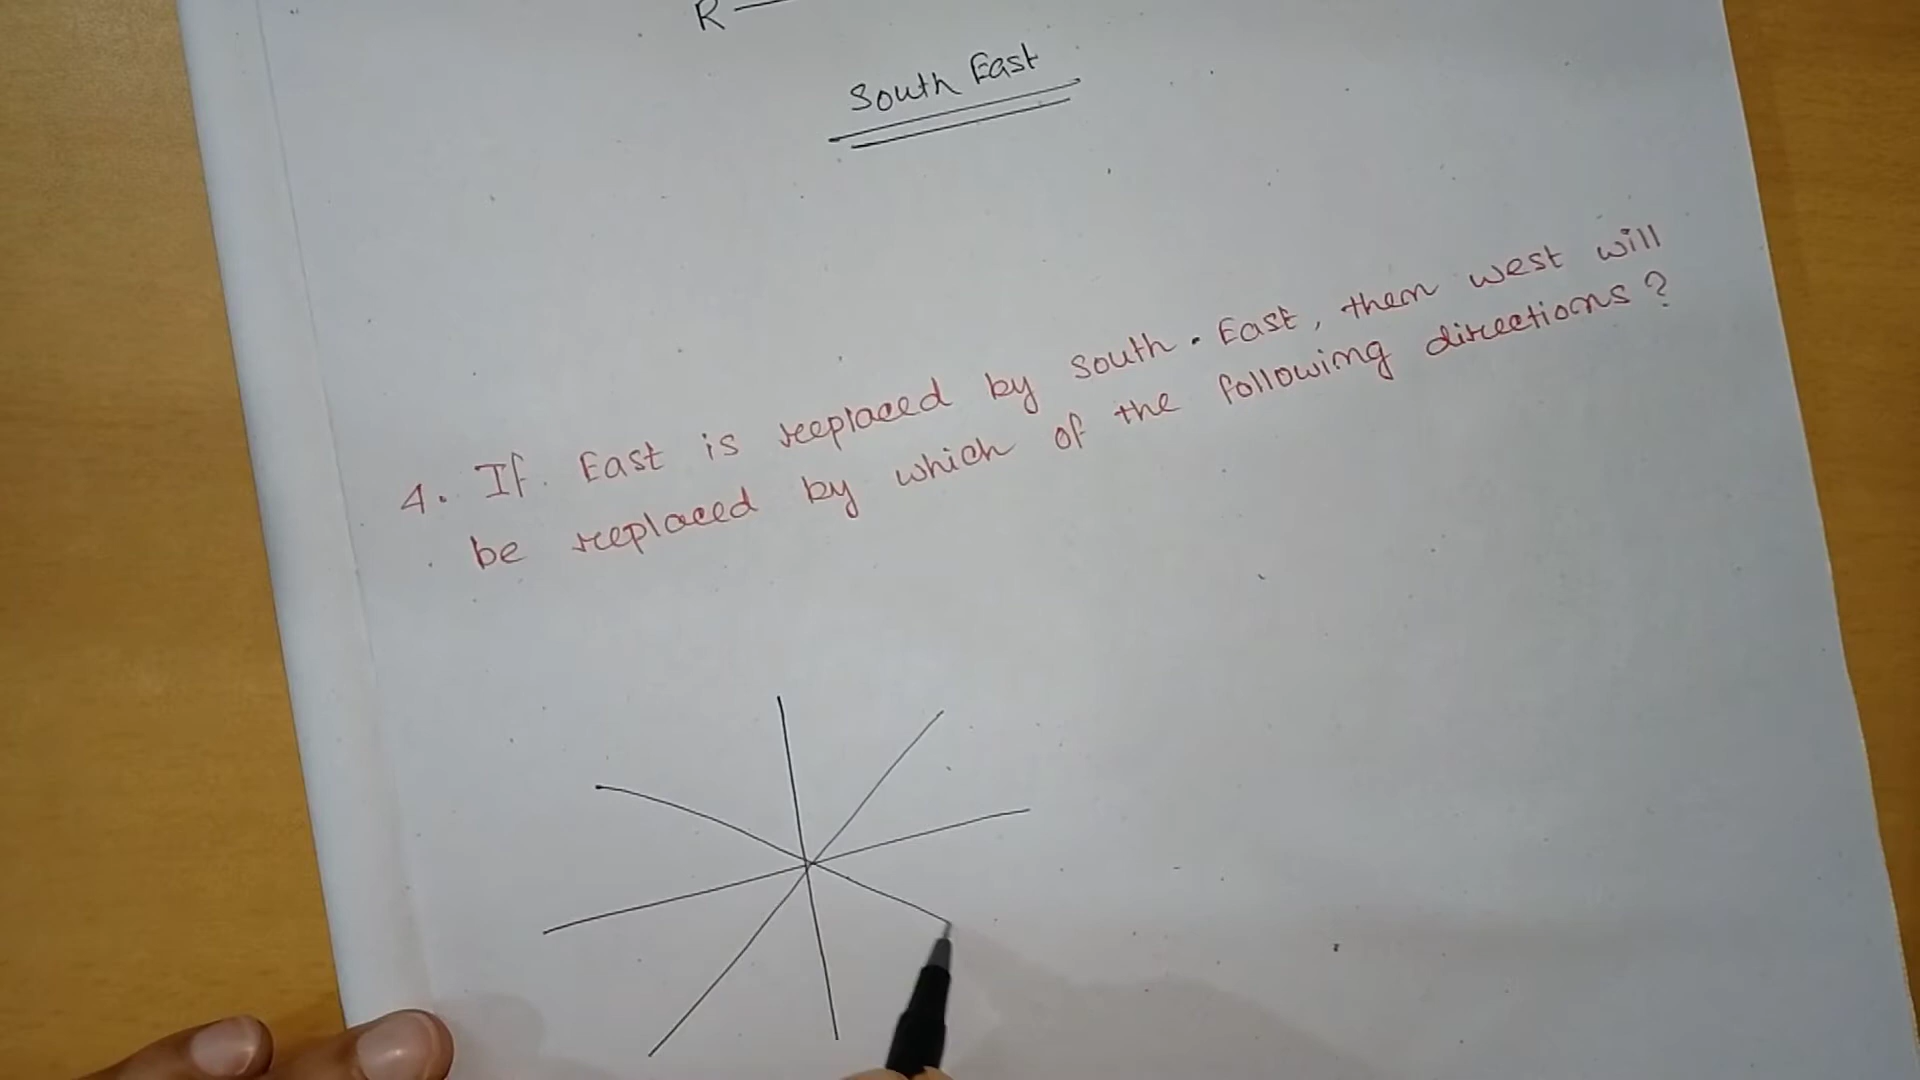 R
South East
4. If East is replaced by South-East, then west will
be replaced by which of the following directions?